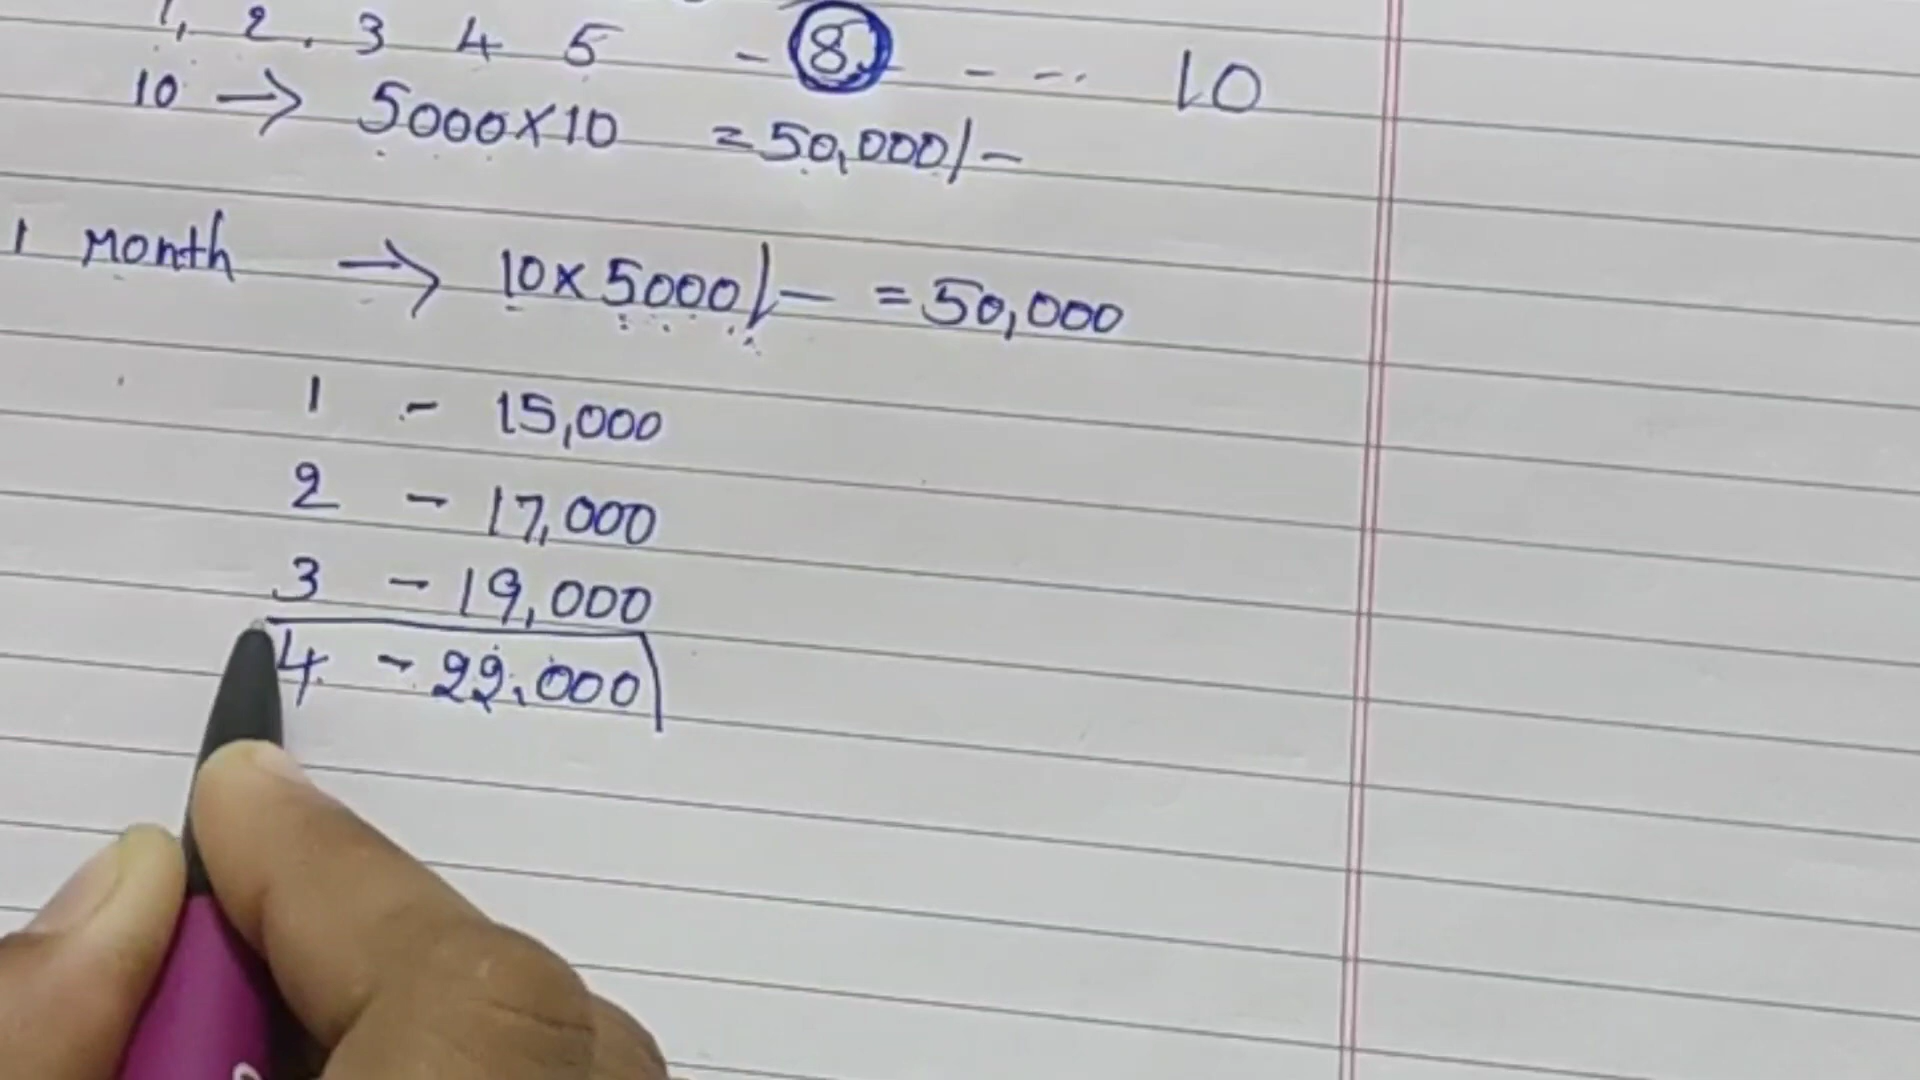 1, 2. 3 4 5 - 8. - - -.. 10
10 → 5000×10 = 50,000/-
1 Month → 10×5000/- = 50,000
1 - 15,000
2 - 17,000
3 - 19,000
4 - 22,000